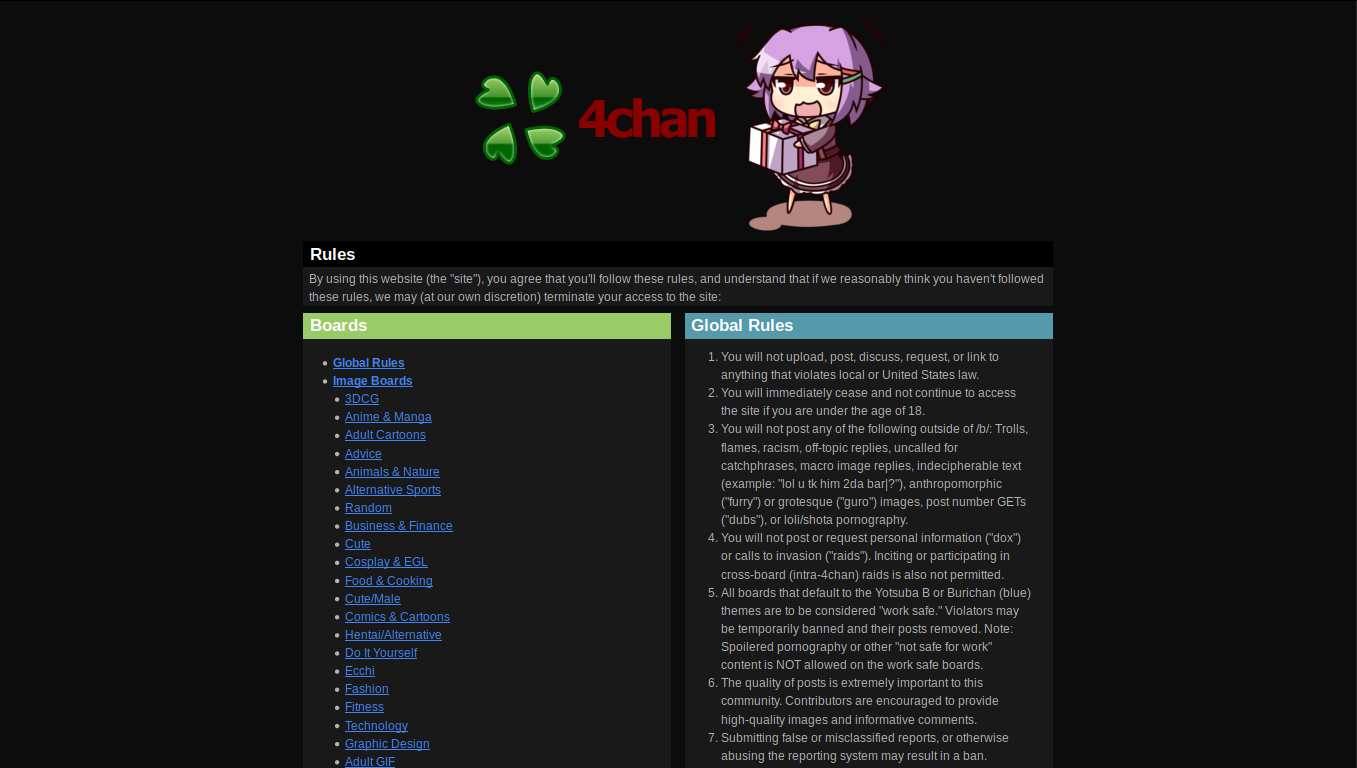 4chan
Rules
By using this website (the "site"), you agree that you'll follow these rules, and understand that if we reasonably think you haven't followed
these rules, we may (at our own discretion) terminate your access to the site:
Boards
Global Rules
Image Boards
3DCG
Anime & Manga
Adult Cartoons
Advice
Animals & Nature
Alternative Sports
Random
Business & Finance
Cute
Cosplay & EGL
Food & Cooking
Cute/Male
Comics & Cartoons
Hentai/Alternative
Do It Yourself
Ecchi
Fashion
Fitness
Technology
Graphic Design
Adult GIF
Global Rules
1. You will not upload, post, discuss, request, or link to
anything that violates local or United States law.
2. You will immediately cease and not continue to access
the site if you are under the age of 18.
3. You will not post any of the following outside of /b/: Trolls,
flames, racism, off-topic replies, uncalled for
catchphrases, macro image replies, indecipherable text
(example: "lol u tk him 2da bar|?"), anthropomorphic
("furry") or grotesque ("guro") images, post number GETs
("dubs"), or loli/shota pornography.
4. You will not post or request personal information ("dox")
or calls to invasion ("raids"). Inciting or participating in
cross-board (intra-4chan) raids is also not permitted.
5. All boards that default to the Yotsuba B or Burichan (blue)
themes are to be considered "work safe." Violators may
be temporarily banned and their posts removed. Note:
Spoilered pornography or other "not safe for work"
content is NOT allowed on the work safe boards.
6. The quality of posts is extremely important to this
community. Contributors are encouraged to provide
high-quality images and informative comments.
7. Submitting false or misclassified reports, or otherwise
abusing the reporting system may result in a ban.